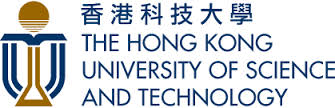 香港科技大學
THE HONG KONG
UNIVERSITY OF SCIENCE
AND TECHNOLOGY